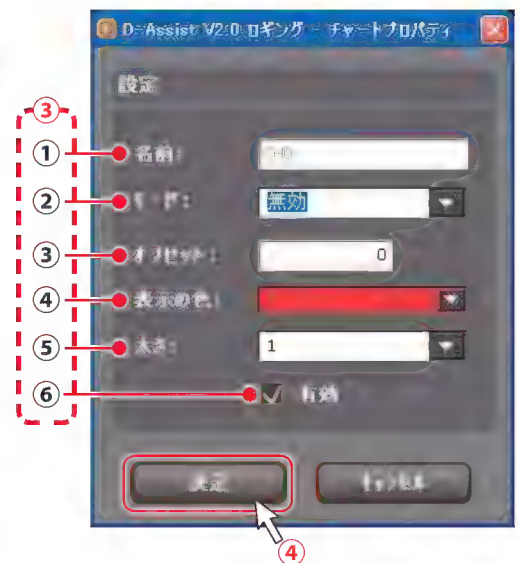 D-Assist V2.0 ロギング チャートプロパティ
設定
③
① 名前:
② モード: 無効
③ オフセット: 0
④ 表示の色:
⑤ 太さ: 1
⑥ 有効
決定 キャンセル
④